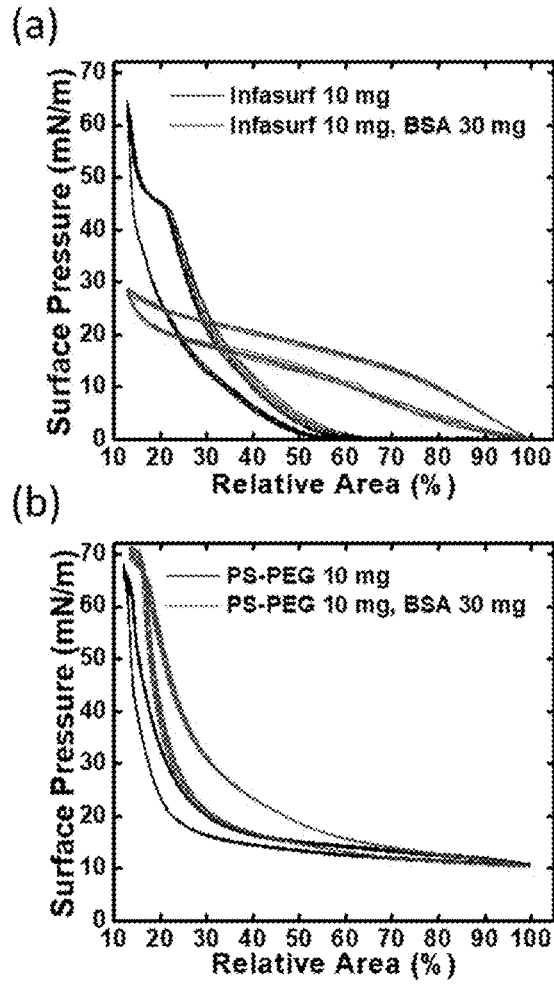 (a)
Surface Pressure (mN/m)
70
60
50
40
30
20
10
0
Infasurf 10 mg
Infasurf 10 mg, BSA 30 mg
10 20 30 40 50 60 70 80 90 100
Relative Area (%)
(b)
Surface Pressure (mN/m)
70
60
50
40
30
20
10
0
PS-PEG 10 mg
PS-PEG 10 mg, BSA 30 mg
10 20 30 40 50 60 70 80 90 100
Relative Area (%)